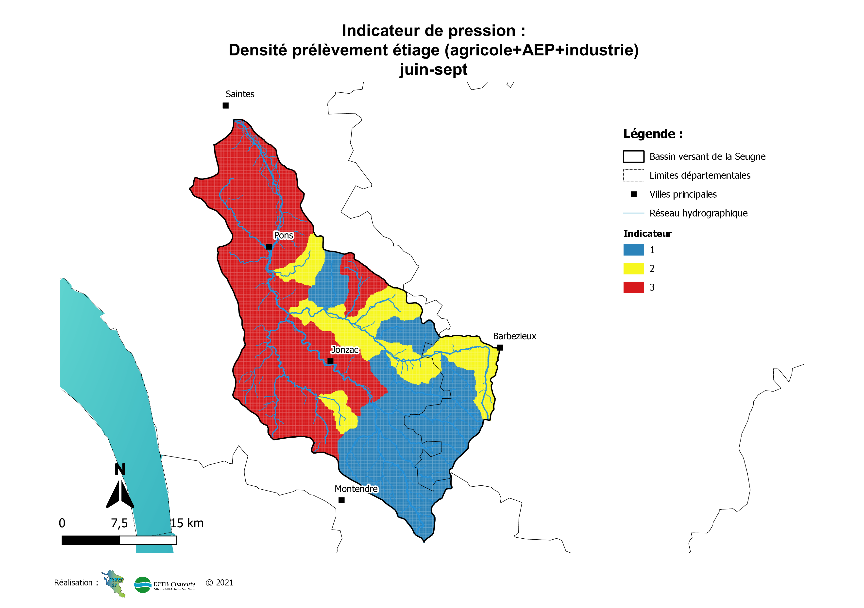 Indicateur de pression :
Densité prélèvement étiage (agricole+AEP+industrie)
juin-sept
Saintes
Pons
Jonzac
Barbezieux
Montendre
Légende :
Bassin versant de la Seugne
Limites départementales
Villes principales
Réseau hydrographique
Indicateur
1
2
3
N
0 7,5 15 km
Réalisation :
© 2021